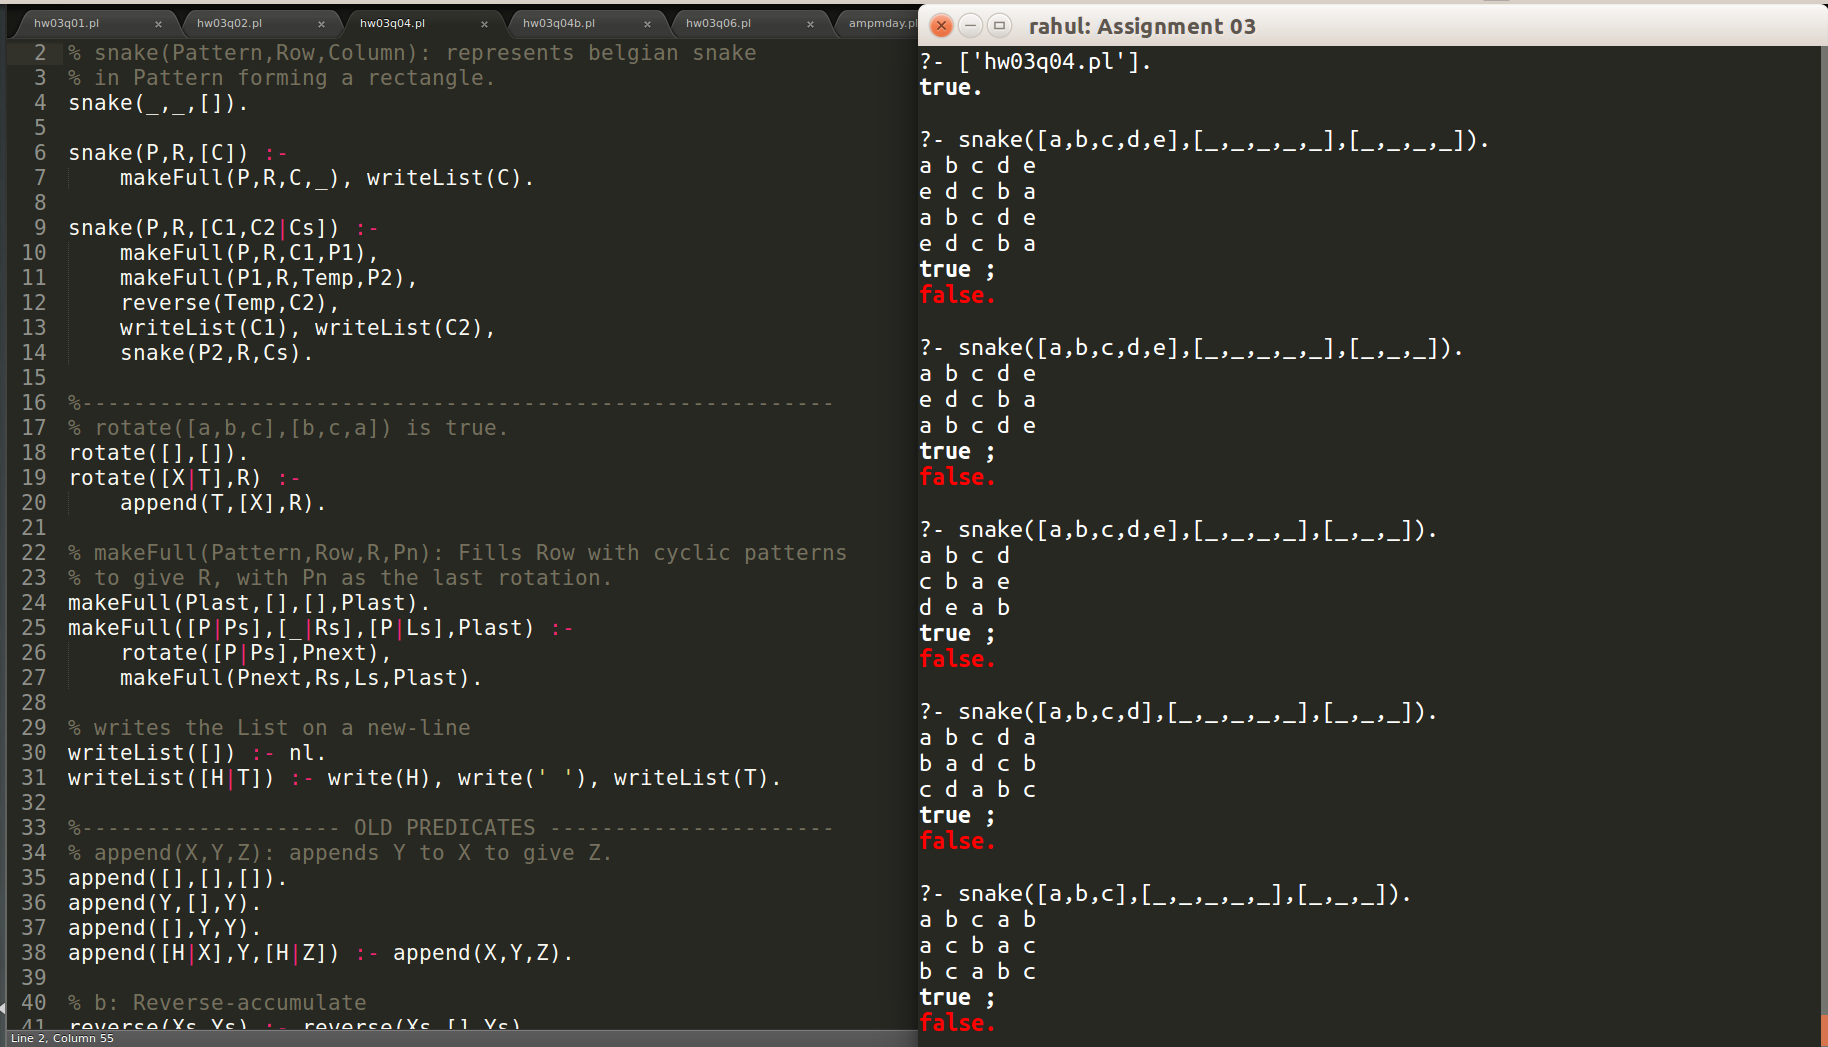 hw03q01.pl × hw03q02.pl × hw03q04.pl × hw03q04b.pl × hw03q06.pl × ampmday.pl
2 % snake(Pattern,Row,Column): represents belgian snake
3 % in Pattern forming a rectangle.
4 snake(_,_,[]).
5
6 snake(P,R,[C]) :-
7     makeFull(P,R,C,_), writeList(C).
8
9 snake(P,R,[C1,C2|Cs]) :-
10     makeFull(P,R,C1,P1),
11     makeFull(P1,R,Temp,P2),
12     reverse(Temp,C2),
13     writeList(C1), writeList(C2),
14     snake(P2,R,Cs).
15
16 %----------------------------------------------------------
17 % rotate([a,b,c],[b,c,a]) is true.
18 rotate([],[]).
19 rotate([X|T],R) :-
20     append(T,[X],R).
21
22 % makeFull(Pattern,Row,R,Pn): Fills Row with cyclic patterns
23 % to give R, with Pn as the last rotation.
24 makeFull(Plast,[],[],Plast).
25 makeFull([P|Ps],[_|Rs],[P|Ls],Plast) :-
26     rotate([P|Ps],Pnext),
27     makeFull(Pnext,Rs,Ls,Plast).
28
29 % writes the List on a new-line
30 writeList([]) :- nl.
31 writeList([H|T]) :- write(H), write(' '), writeList(T).
32
33 %-------------------- OLD PREDICATES ----------------------
34 % append(X,Y,Z): appends Y to X to give Z.
35 append([],[],[]).
36 append(Y,[],Y).
37 append([],Y,Y).
38 append([H|X],Y,[H|Z]) :- append(X,Y,Z).
39
40 % b: Reverse-accumulate
41 reverse(Xs,Ys) :- reverse(Xs,[],Ys)
Line 2, Column 55
rahul: Assignment 03
?- ['hw03q04.pl'].
true.
?- snake([a,b,c,d,e],[_,_,_,_,_],[_,_,_,_]).
a b c d e
e d c b a
a b c d e
e d c b a
true ;
false.
?- snake([a,b,c,d,e],[_,_,_,_,_],[_,_,_]).
a b c d e
e d c b a
a b c d e
true ;
false.
?- snake([a,b,c,d,e],[_,_,_,_],[_,_,_]).
a b c d
c b a e
d e a b
true ;
false.
?- snake([a,b,c,d],[_,_,_,_,_],[_,_,_]).
a b c d a
b a d c b
c d a b c
true ;
false.
?- snake([a,b,c],[_,_,_,_,_],[_,_,_]).
a b c a b
a c b a c
b c a b c
true ;
false.